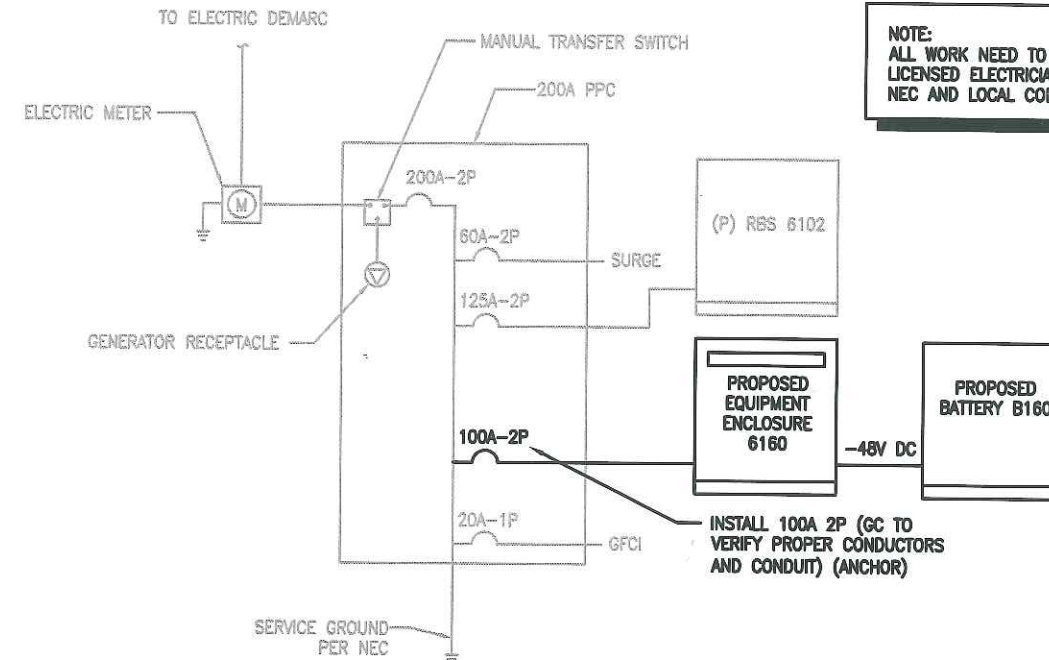 TO ELECTRIC DEMARC
MANUAL TRANSFER SWITCH
200A PPC
ELECTRIC METER
M
200A-2P
60A-2P
SURGE
125A-2P
GENERATOR RECEPTACLE
(P) RBS 6102
NOTE:
ALL WORK NEED TO
LICENSED
NEC AND LOCAL
PROPOSED
EQUIPMENT
ENCLOSURE
6160
-48V DC
PROPOSED
BATTERY B160
100A-2P
INSTALL 100A 2P (GC TO
VERIFY PROPER CONDUCTORS
AND CONDUIT) (ANCHOR)
20A-1P
GFCI
SERVICE GROUND
PER NEC